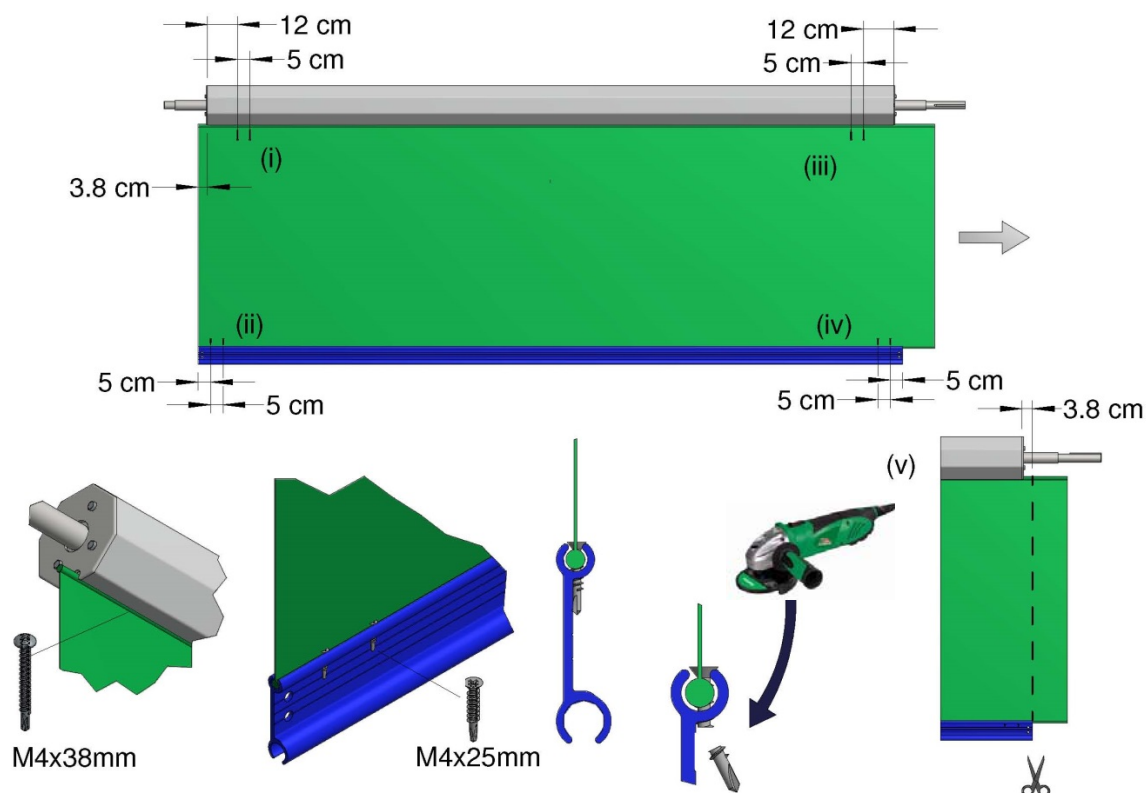 12 cm
12 cm
5 cm
5 cm
(i)
(iii)
3.8 cm
(ii)
(iv)
5 cm
5 cm
5 cm
5 cm
3.8 cm
(v)
M4x38mm
M4x25mm